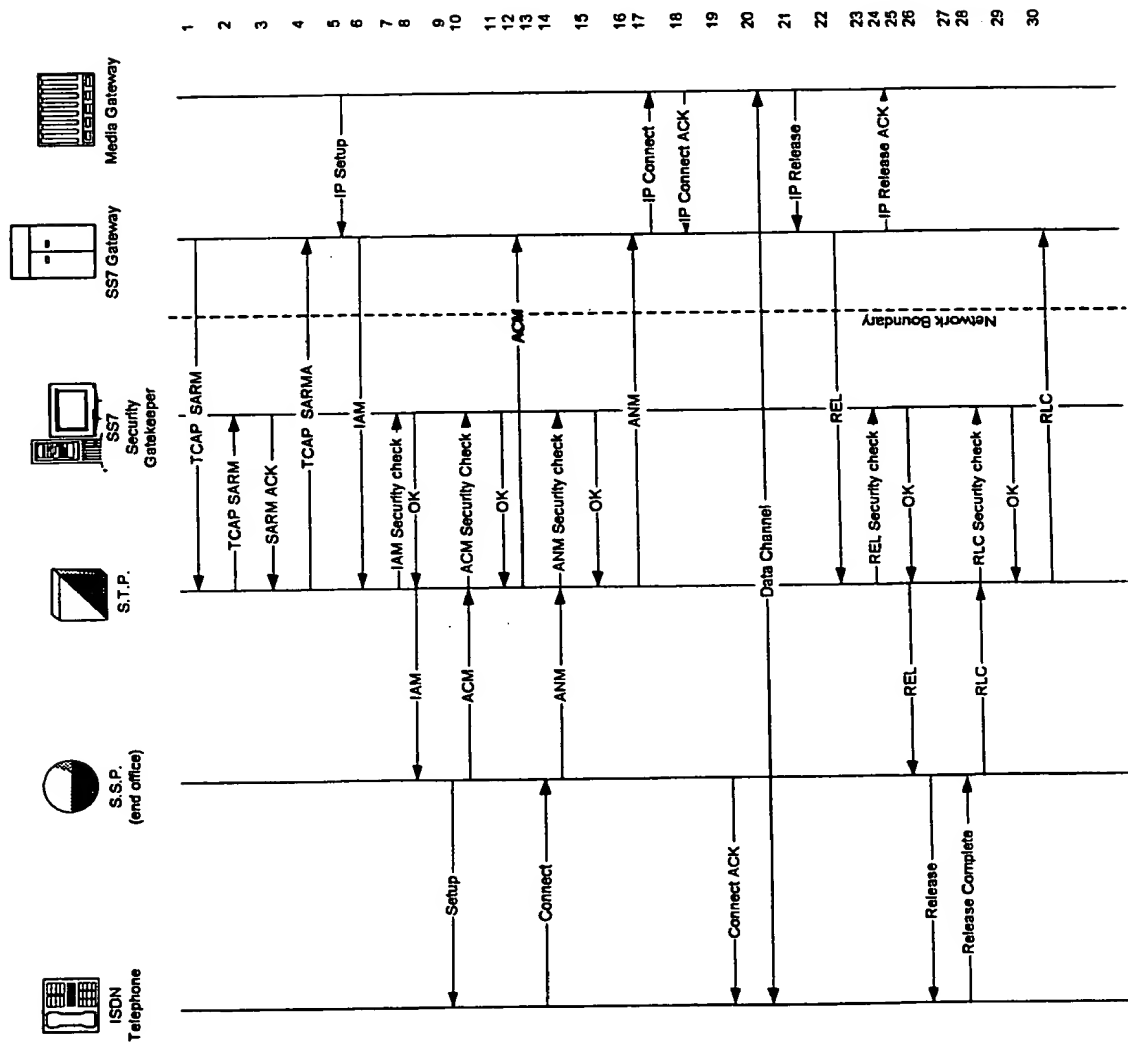 ISDN
Telephone
S.S.P.
(end office)
S.T.P.
SS7
Security
Gatekeeper
SS7 Gateway
Media Gateway
TCAP SARM
1
TCAP SARM
2
SARM ACK
3
TCAP SARMA
4
IP Setup
5
IAM
6
IAM Security check
7
IAM
OK
8
Setup
9
ACM
ACM Security Check
10
OK
11
12
ACM
13
Connect
ANM
ANM Security check
14
OK
15
16
ANM
17
IP Connect
IP Connect ACK
18
Connect ACK
19
Data Channel
20
IP Release
21
REL
22
23
REL Security check
24
IP Release ACK
25
REL
OK
26
Release
27
Release Complete
RLC
RLC Security check
28
OK
29
RLC
30
Network Boundary